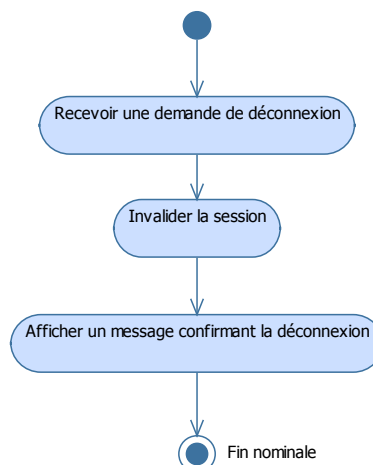 Recevoir une demande de déconnexion
Invalider la session
Afficher un message confirmant la déconnexion
Fin nominale